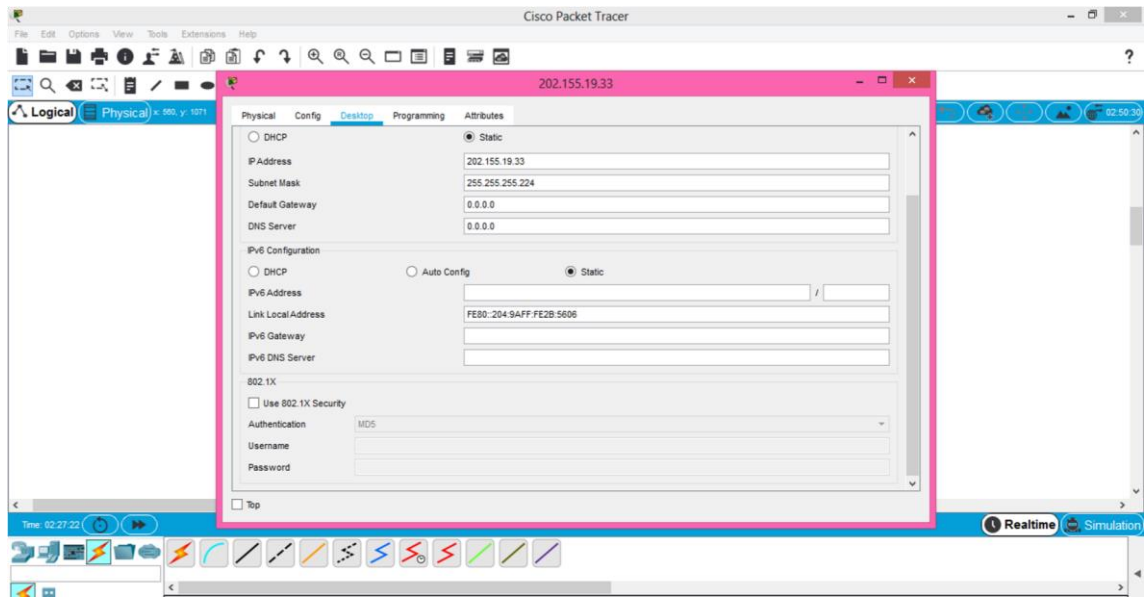 Cisco Packet Tracer
File Edit Options View Tools Extensions Help
?
202.155.19.33
Logical Physical x: 560, y: 1071
02:50:30
Physical Config Desktop Programming Attributes
DHCP Static
IP Address 202.155.19.33
Subnet Mask 255.255.255.224
Default Gateway 0.0.0.0
DNS Server 0.0.0.0
IPv6 Configuration
DHCP Auto Config Static
IPv6 Address /
Link Local Address FE80::204:9AFF:FE2B:5606
IPv6 Gateway
IPv6 DNS Server
802.1X
Use 802.1X Security
Authentication MD5
Username
Password
Top
Time: 02:27:22 Realtime Simulation